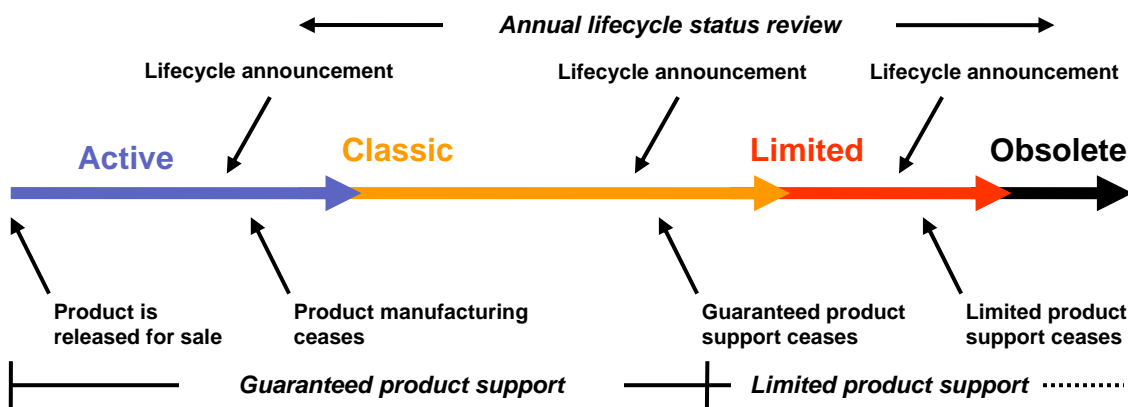 Annual lifecycle status review
Lifecycle announcement
Lifecycle announcement
Lifecycle announcement
Active
Classic
Limited
Obsolete
Product is
released for sale
Product manufacturing
ceases
Guaranteed product
support ceases
Limited product
support ceases
Guaranteed product support
Limited product support